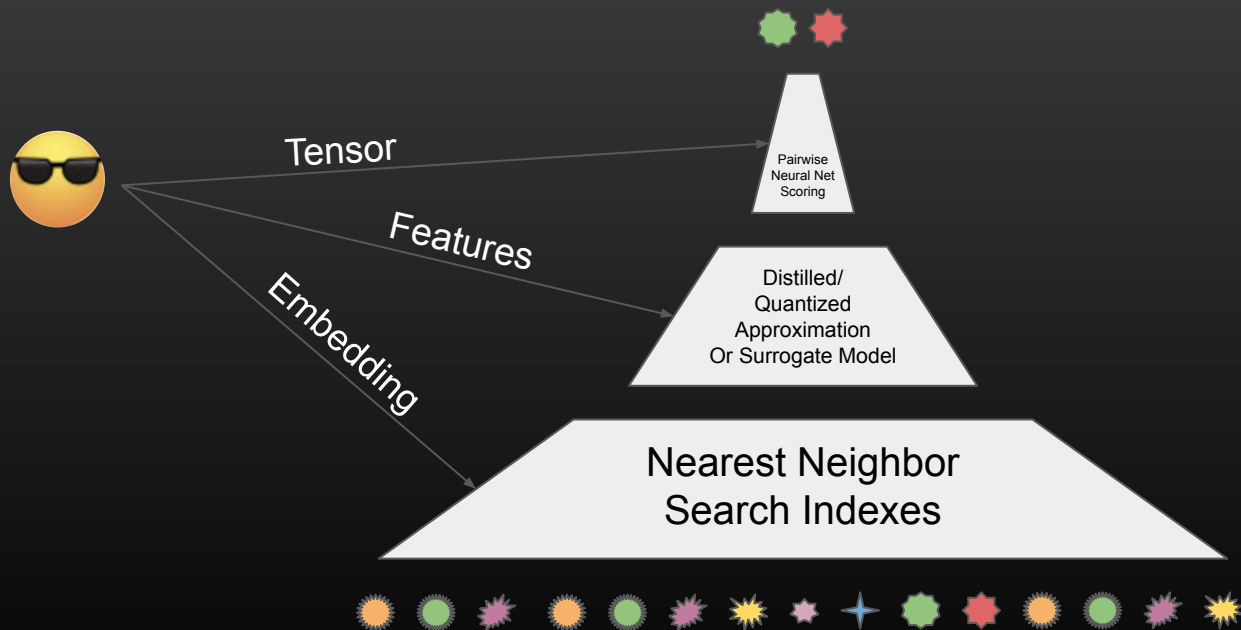 Tensor
Pairwise
Neural Net
Scoring
Features
Distilled/
Quantized
Approximation
Or Surrogate Model
Embedding
Nearest Neighbor
Search Indexes